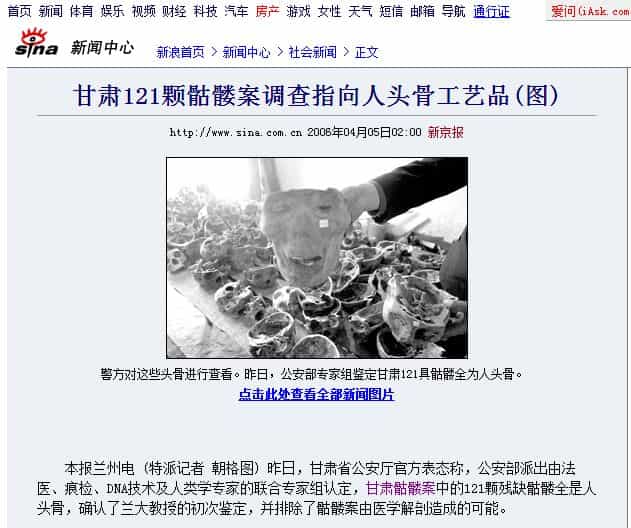 首页 新闻 体育 娱乐 视频 财经 科技 汽车 房产 游戏 女性 天气 短信 邮箱 导航 通行证 爱问(iAsk.com
sina 新闻中心 新浪首页 > 新闻中心 > 社会新闻 > 正文
甘肃121颗骷髅案调查指向人头骨工艺品(图)
http://www.sina.com.cn 2006年04月05日02:00 新京报
警方对这些头骨进行查看。昨日，公安部专家组鉴定甘肃121具骷髅全为人头骨。
点击此处查看全部新闻图片
本报兰州电 (特派记者 朝格图) 昨日，甘肃省公安厅官方表态称，公安部派出由法
医、痕检、DNA技术及人类学专家的联合专家组认定，甘肃骷髅案中的121颗残缺骷髅全是人
头骨，确认了兰大教授的初次鉴定，并排除了骷髅案由医学解剖造成的可能。